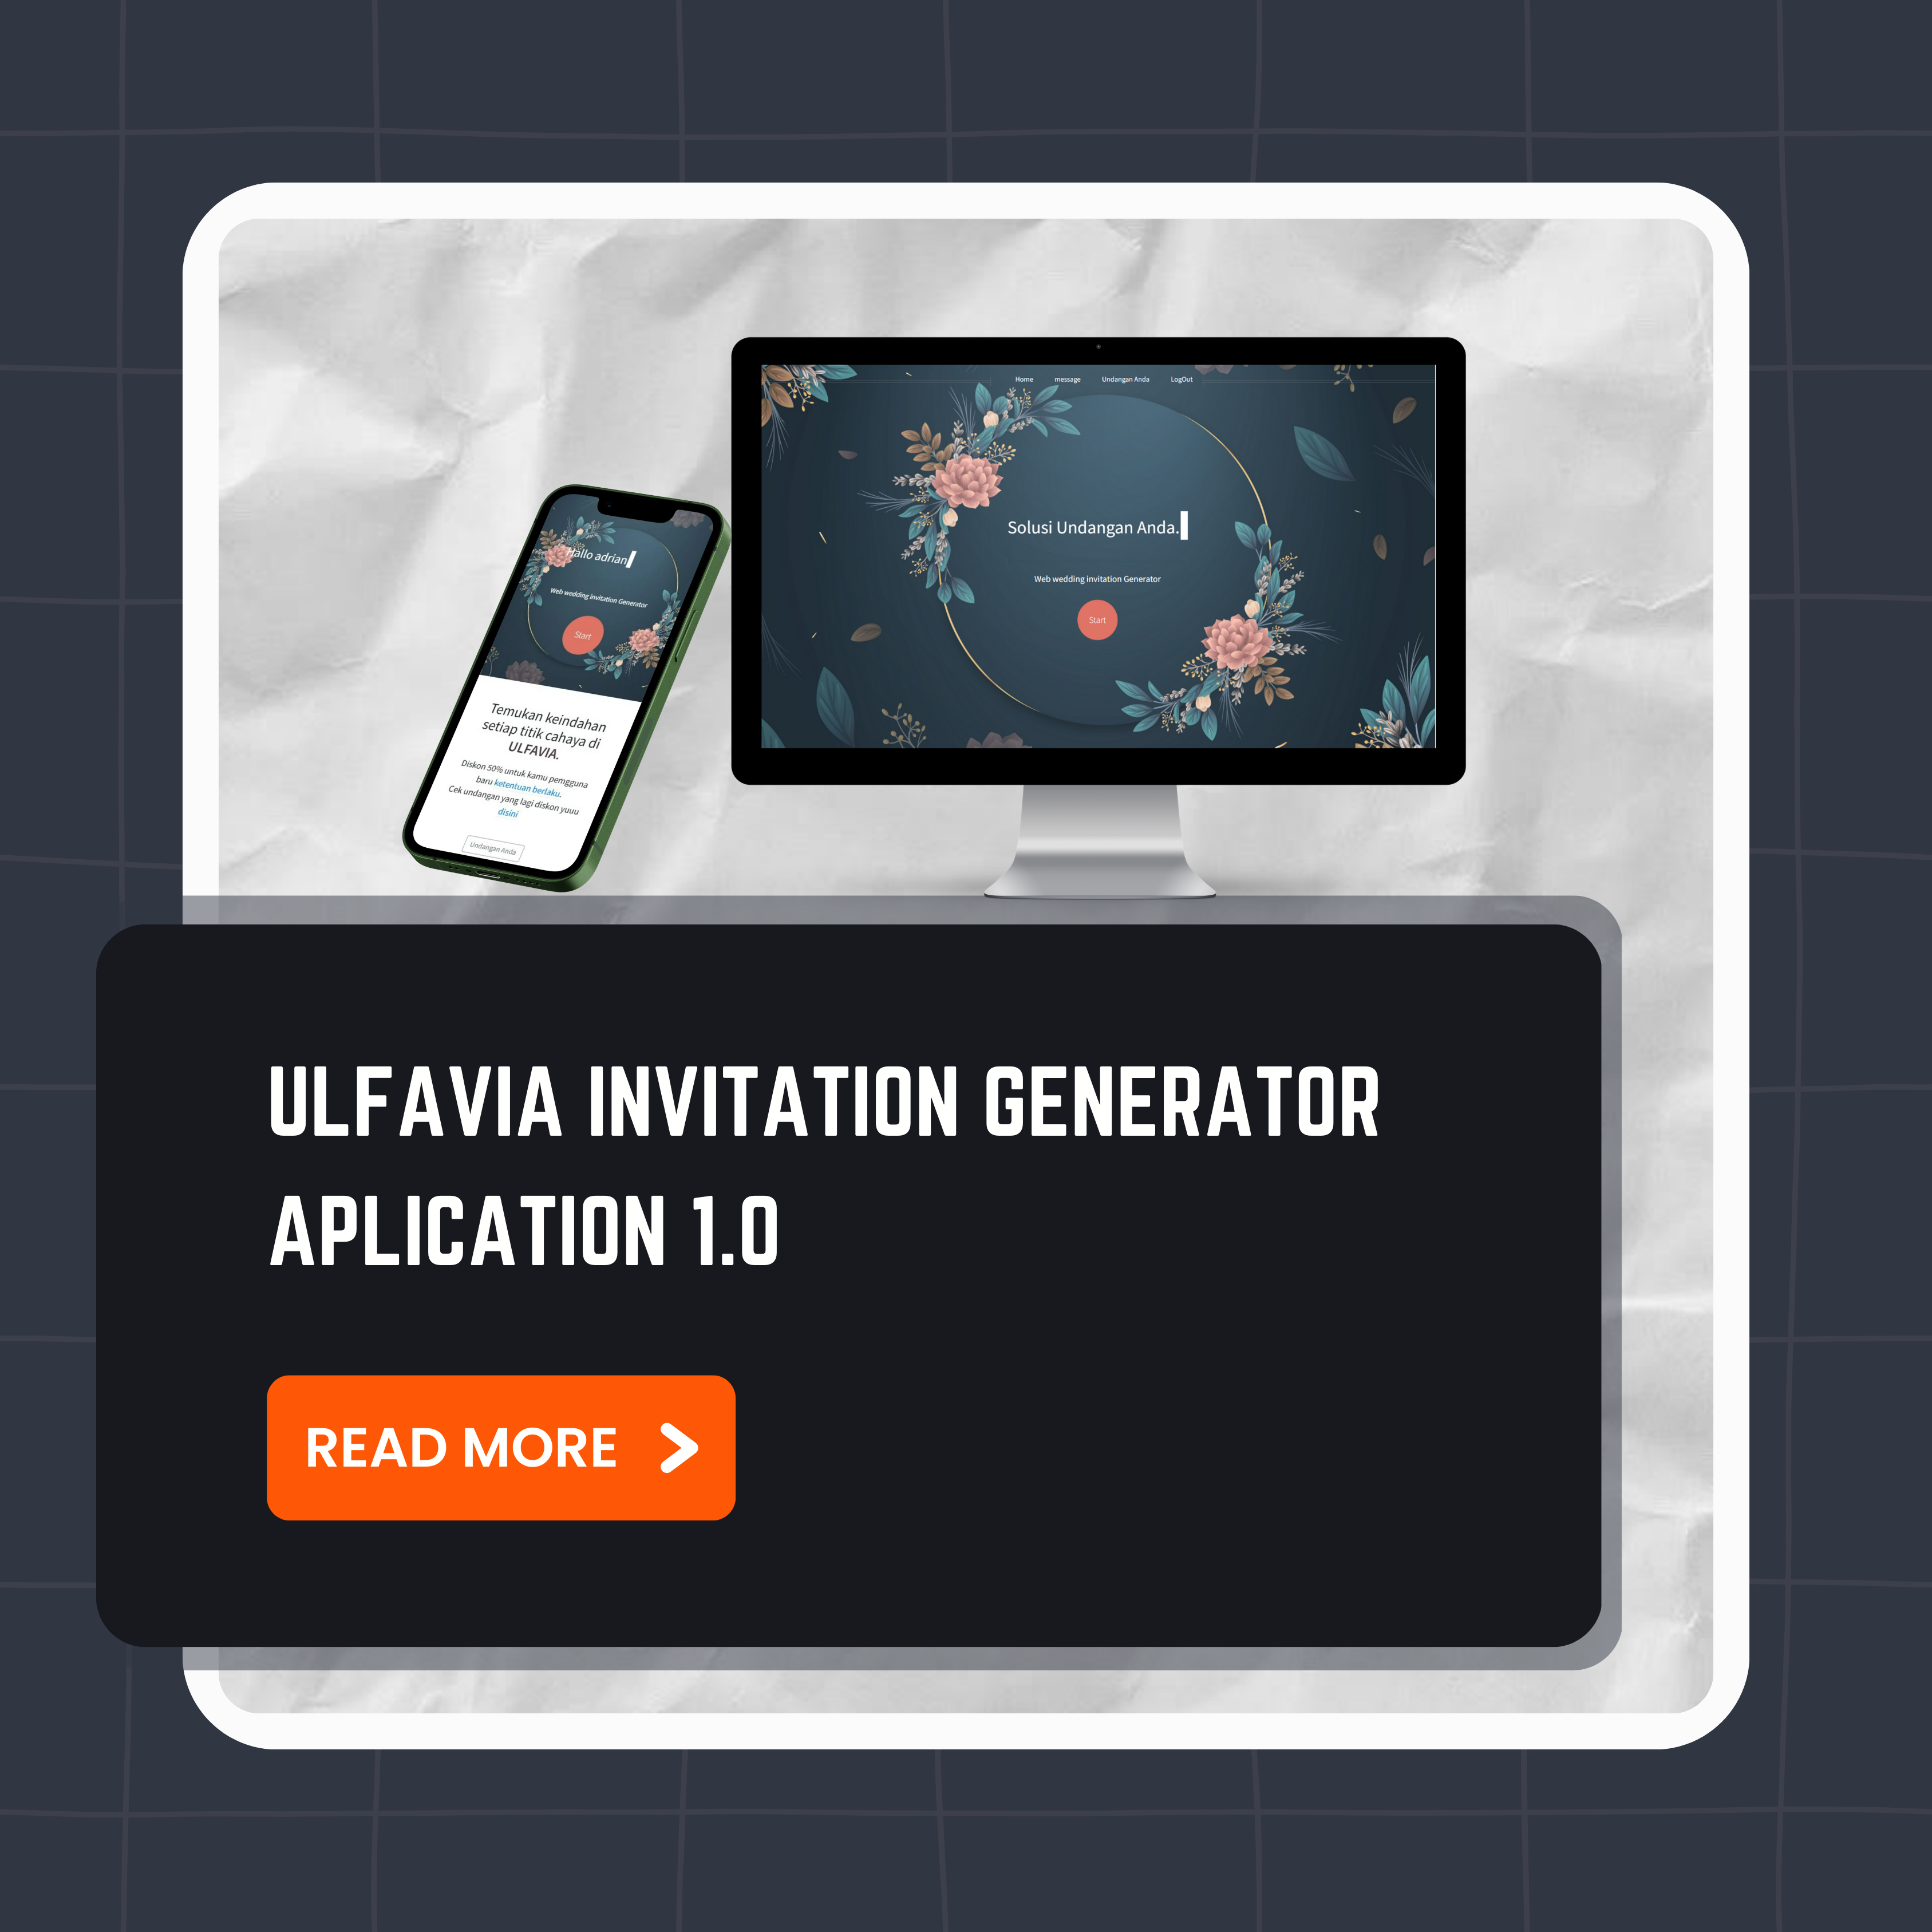 Home message Undangan Anda LogOut
Solusi Undangan Anda.
Web wedding invitation Generator
Start
Hallo adrian
Web wedding invitation Generator
Start
Temukan keindahan
setiap titik cahaya di
ULFAVIA.
Diskon 50% untuk kamu pemgguna
baru ketentuan berlaku.
Cek undangan yang lagi diskon yuuu
disini
Undangan Anda
ULFAVIA INVITATION GENERATOR
APLICATION 1.0
READ MORE